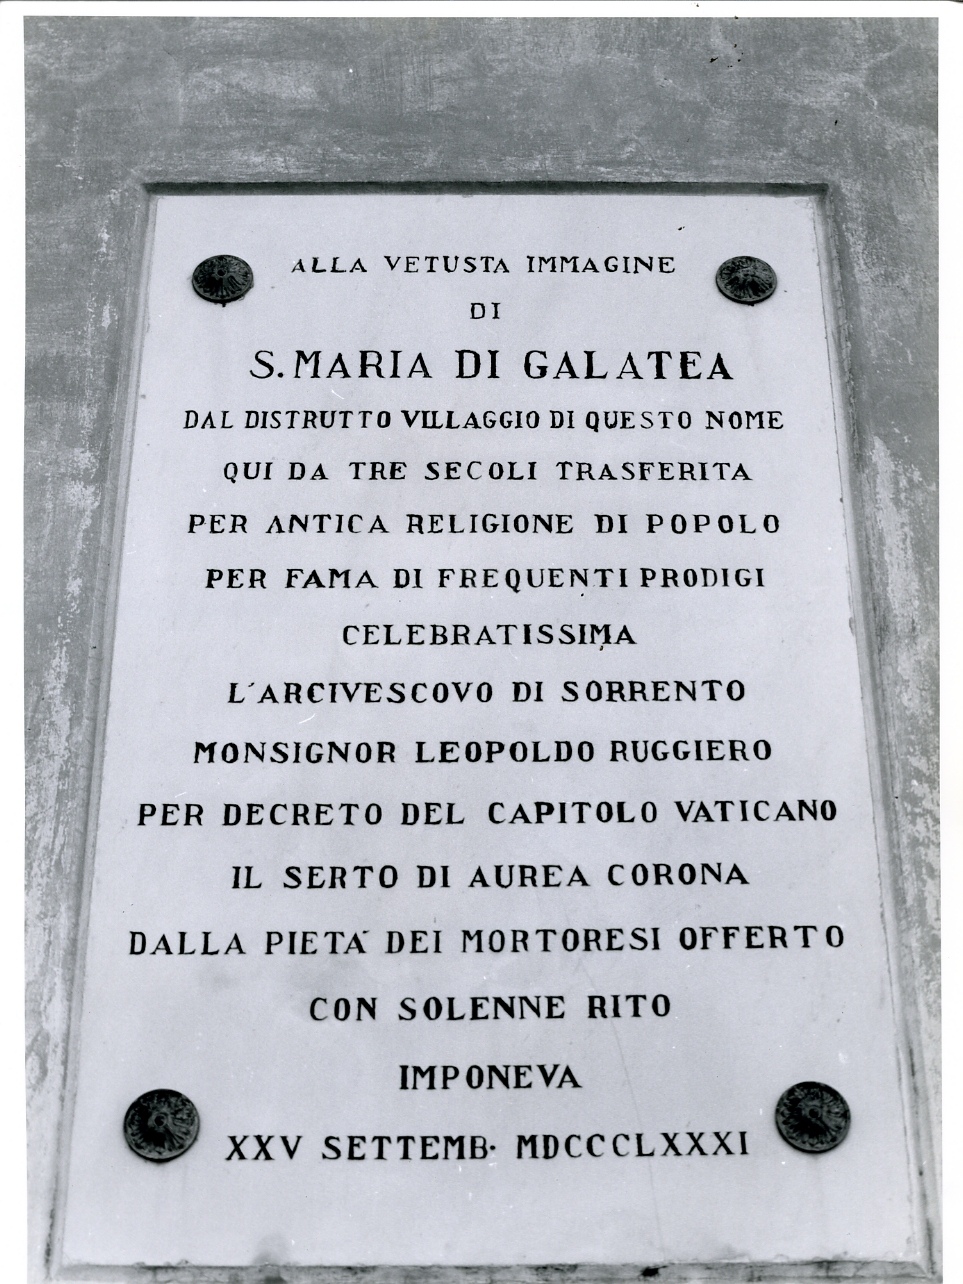 ALLA VETUSTA IMMAGINE
DI
S. MARIA DI GALATEA
DAL DISTRUTTO VILLAGGIO DI QUESTO NOME
QUI DA TRE SECOLI TRASFERITA
PER ANTICA RELIGIONE DI POPOLO
PER FAMA DI FREQUENTI PRODIGI
CELEBRATISSIMA
L'ARCIVESCOVO DI SORRENTO
MONSIGNOR LEOPOLDO RUGGIERO
PER DECRETO DEL CAPITOLO VATICANO
IL SERTO DI AUREA CORONA
DALLA PIETA´ DEI MORTORESI OFFERTO
CON SOLENNE RITO
IMPONEVA
XXV SETTEMB· MDCCCLXXXI